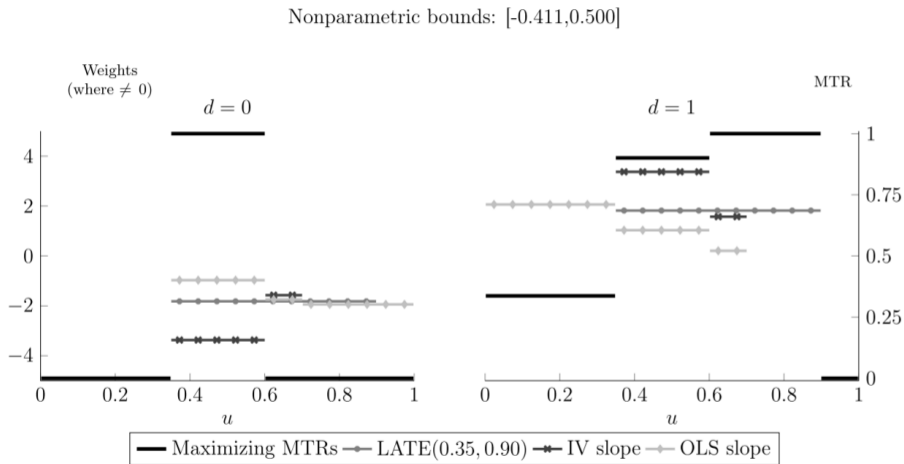 Nonparametric bounds: [-0.411,0.500]
Weights
(where ≠ 0)
MTR
d = 0
d = 1
4
2
0
−2
−4
1
0.75
0.5
0.25
0
0 0.2 0.4 0.6 0.8 1
0 0.2 0.4 0.6 0.8 1
u
u
Maximizing MTRs LATE(0.35, 0.90) IV slope OLS slope